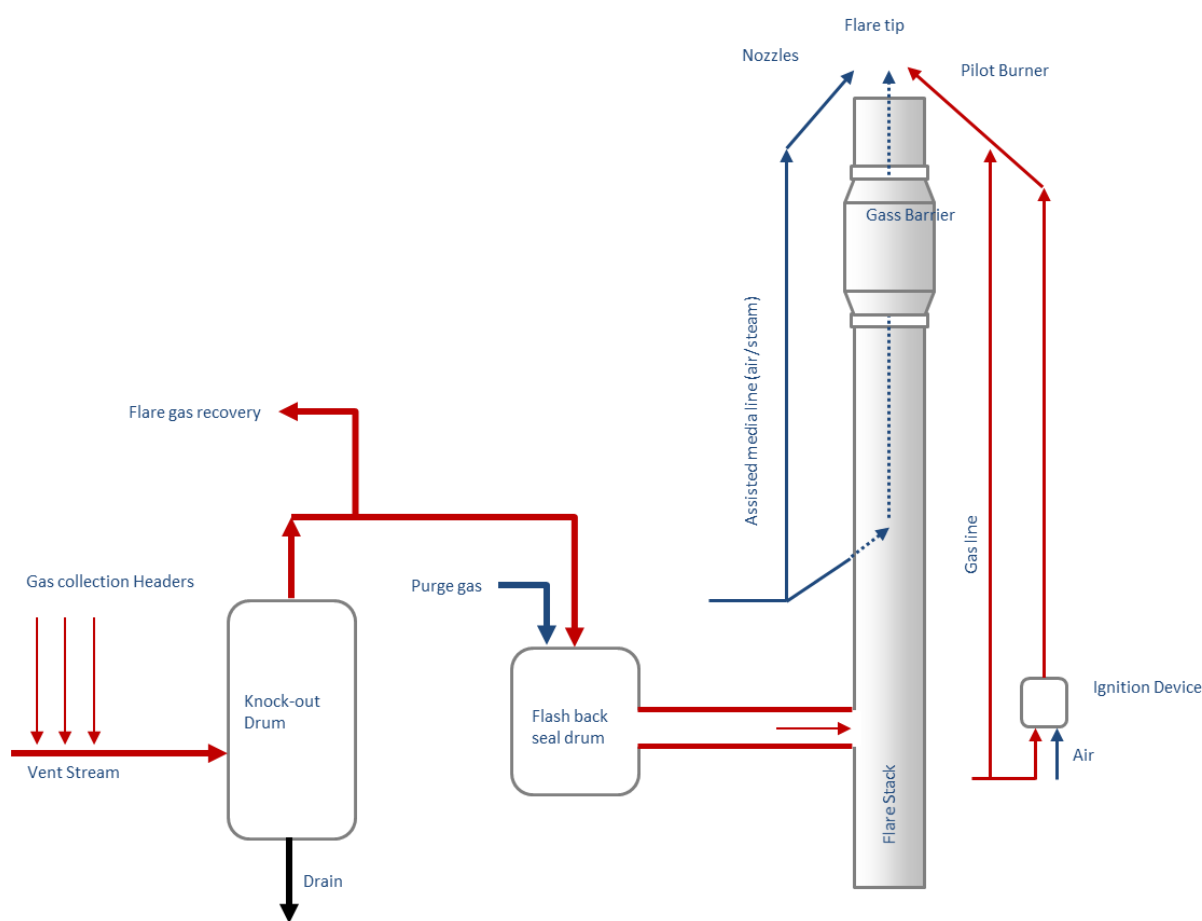 Flare tip
Nozzles
Pilot Burner
Gass Barrier
Assisted media line (air/steam)
Flare gas recovery
Gas line
Gas collection Headers
Purge gas
Knock-out
Drum
Flash back
seal drum
Ignition Device
Vent Stream
Air
Flare Stack
Drain